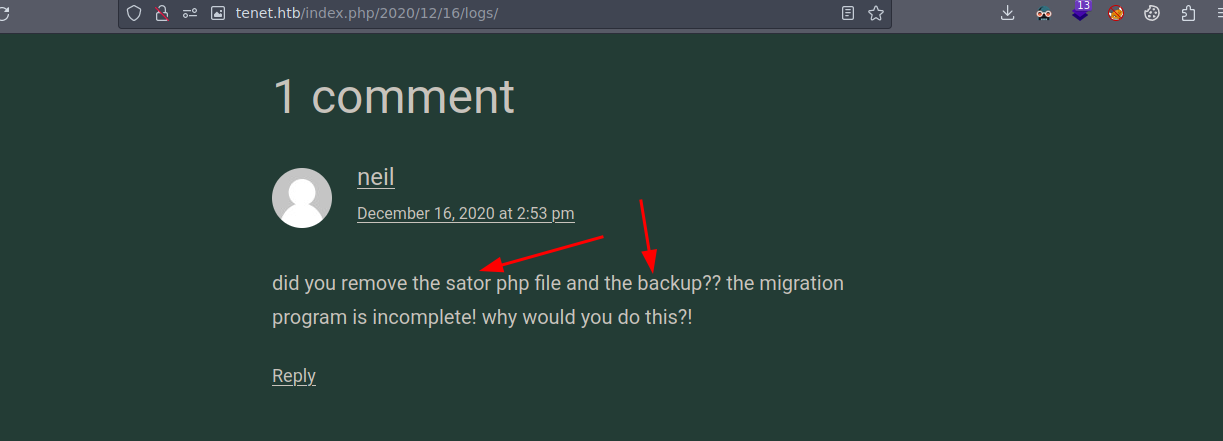 tenet.htb/index.php/2020/12/16/logs/
13
1 comment
neil
December 16, 2020 at 2:53 pm
did you remove the sator php file and the backup?? the migration
program is incomplete! why would you do this?!
Reply